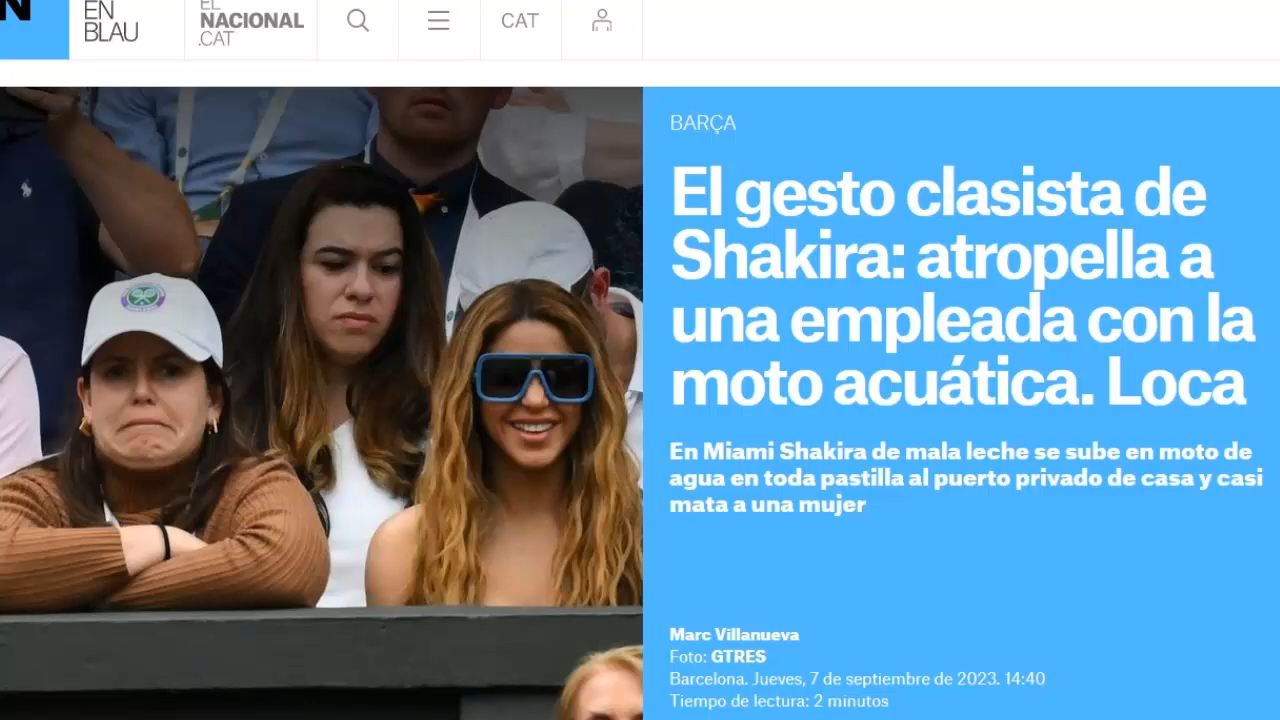 N
EN
BLAU
EL
NACIONAL
.CAT
CAT
BARÇA
El gesto clasista de
Shakira: atropella a
una empleada con la
moto acuática. Loca
En Miami Shakira de mala leche se sube en moto de
agua en toda pastilla al puerto privado de casa y casi
mata a una mujer
Marc Villanueva
Foto: GTRES
Barcelona. Jueves, 7 de septiembre de 2023. 14:40
Tiempo de lectura: 2 minutos